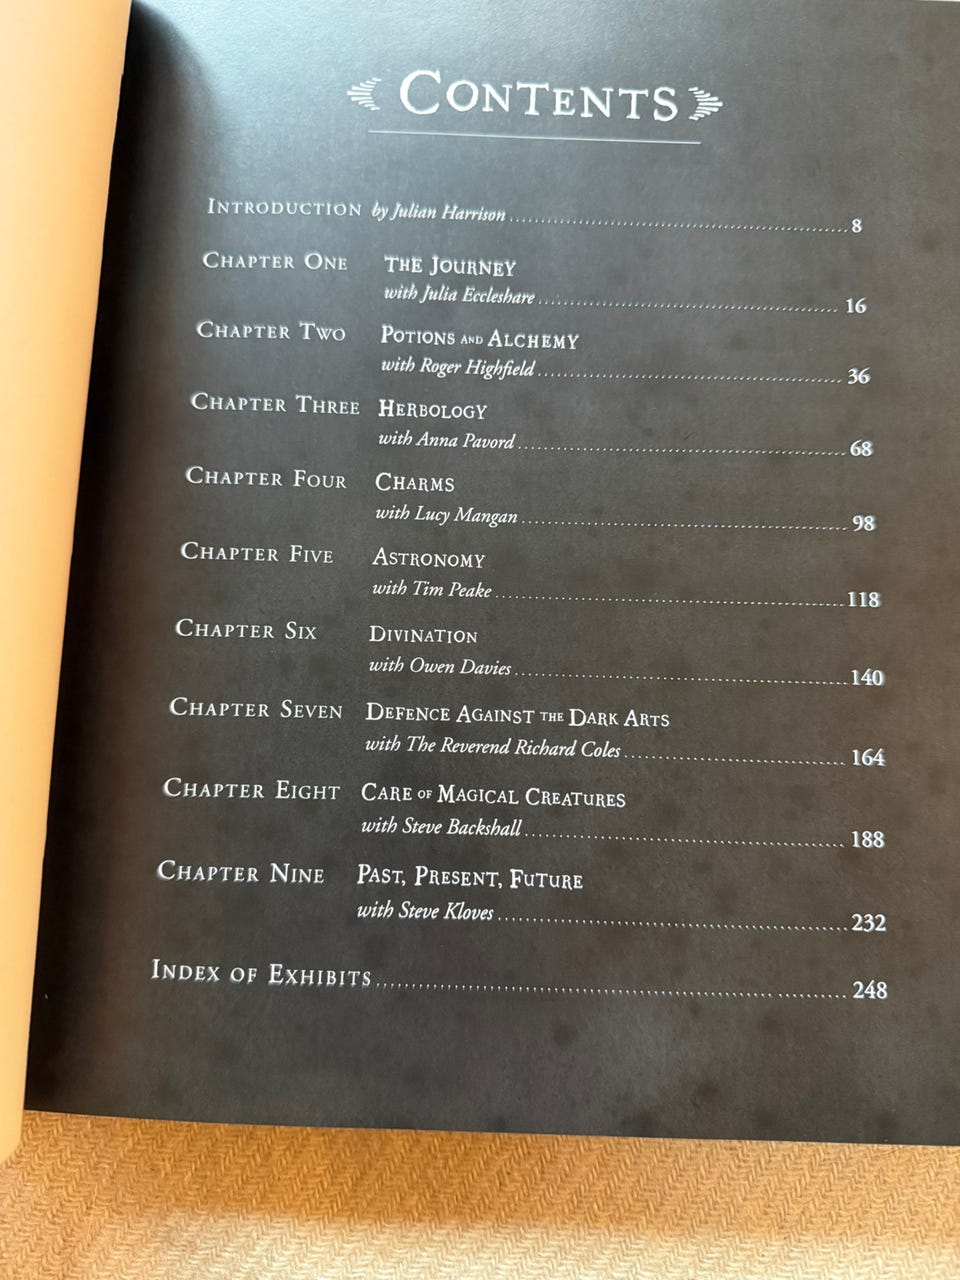 CONTENTS
INTRODUCTION by Julian Harrison 8
CHAPTER ONE THE JOURNEY
with Julia Eccleshare 16
CHAPTER TWO POTIONS AND ALCHEMY
with Roger Highfield 36
CHAPTER THREE HERBOLOGY
with Anna Pavord 68
CHAPTER FOUR CHARMS
with Lucy Mangan 98
CHAPTER FIVE ASTRONOMY
with Tim Peake 118
CHAPTER SIX DIVINATION
with Owen Davies 140
CHAPTER SEVEN DEFENCE AGAINST THE DARK ARTS
with The Reverend Richard Coles 164
CHAPTER EIGHT CARE OF MAGICAL CREATURES
with Steve Backshall 188
CHAPTER NINE PAST, PRESENT, FUTURE
with Steve Kloves 232
INDEX OF EXHIBITS 248